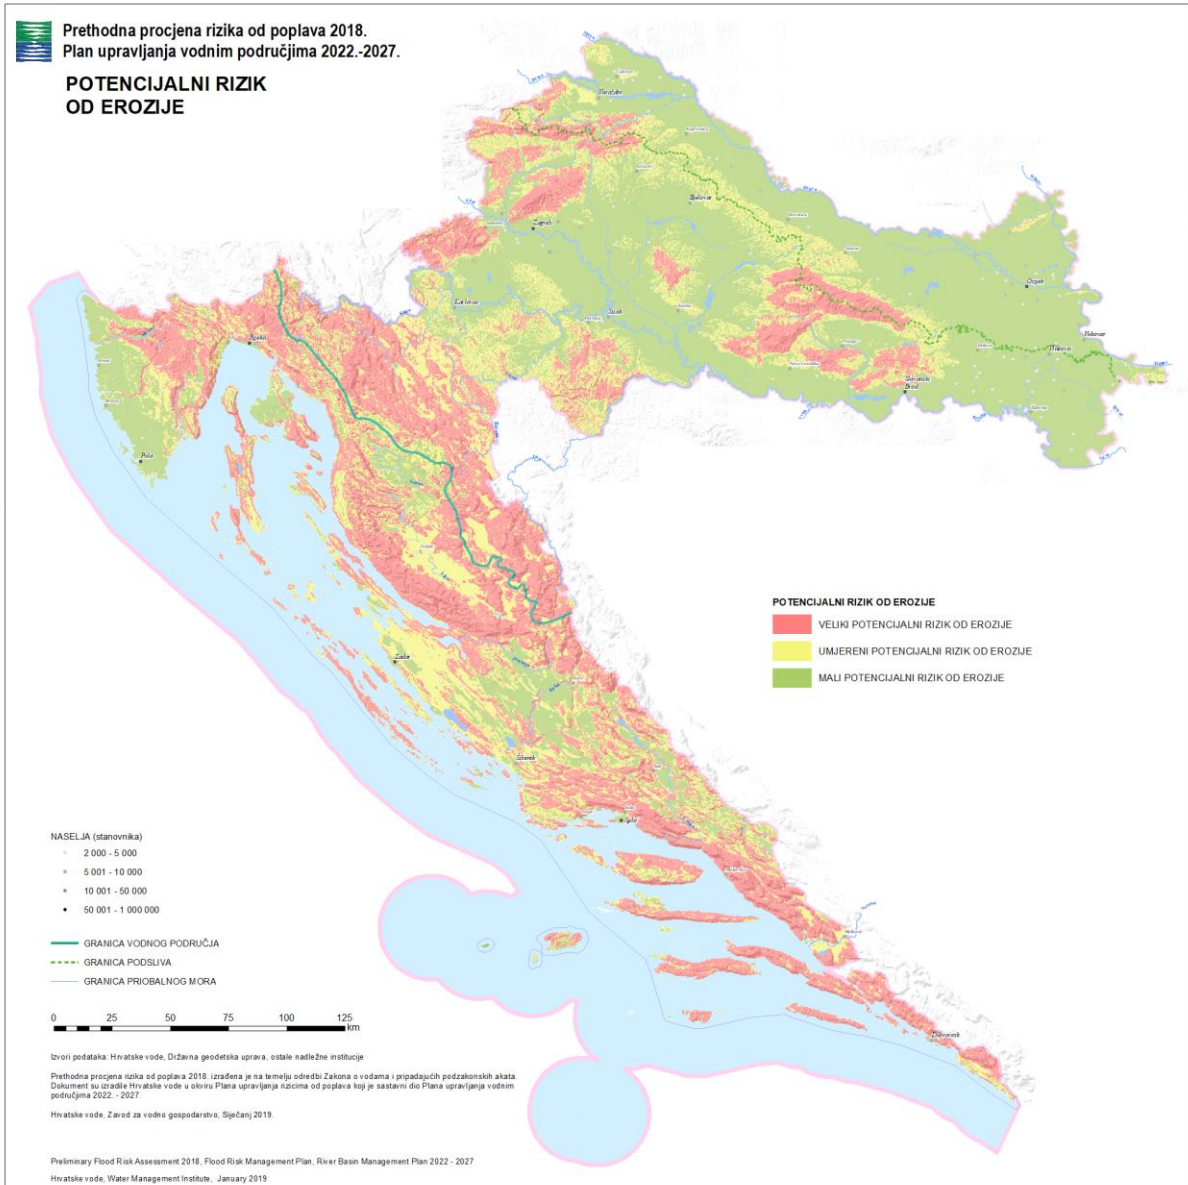 Prethodna procjena rizika od poplava 2018.
Plan upravljanja vodnim područjima 2022.-2027.
POTENCIJALNI RIZIK
OD EROZIJE
Varaždin
Bjelovar
Zagreb
Karlovac
Sisak
Osijek
Vukovar
Slavonski
Brod
Rijeka
Pula
Zadar
Šibenik
Split
Dubrovnik
POTENCIJALNI RIZIK OD EROZIJE
VELIKI POTENCIJALNI RIZIK OD EROZIJE
UMJERENI POTENCIJALNI RIZIK OD EROZIJE
MALI POTENCIJALNI RIZIK OD EROZIJE
NASELJA (stanovnika)
2 000 - 5 000
5 001 - 10 000
10 001 - 50 000
50 001 - 1 000 000
GRANICA VODNOG PODRUČJA
GRANICA PODSLIVA
GRANICA PRIOBALNOG MORA
0 25 50 75 100 125
km
Izvori podataka: Hrvatske vode, Državna geodetska uprava, ostale nadležne institucije
Prethodna procjena rizika od poplava 2018. izrađena je na temelju odredbi Zakona o vodama i pripadajućih podzakonskih akata.
Dokument su izradile Hrvatske vode u okviru Plana upravljanja rizicima od poplava koji je sastavni dio Plana upravljanja vodnim
područjima 2022. - 2027.
Hrvatske vode, Zavod za vodno gospodarstvo, Siječanj 2019.
Preliminary Flood Risk Assessment 2018, Flood Risk Management Plan, River Basin Management Plan 2022 - 2027
Hrvatske vode, Water Management Institute, January 2019